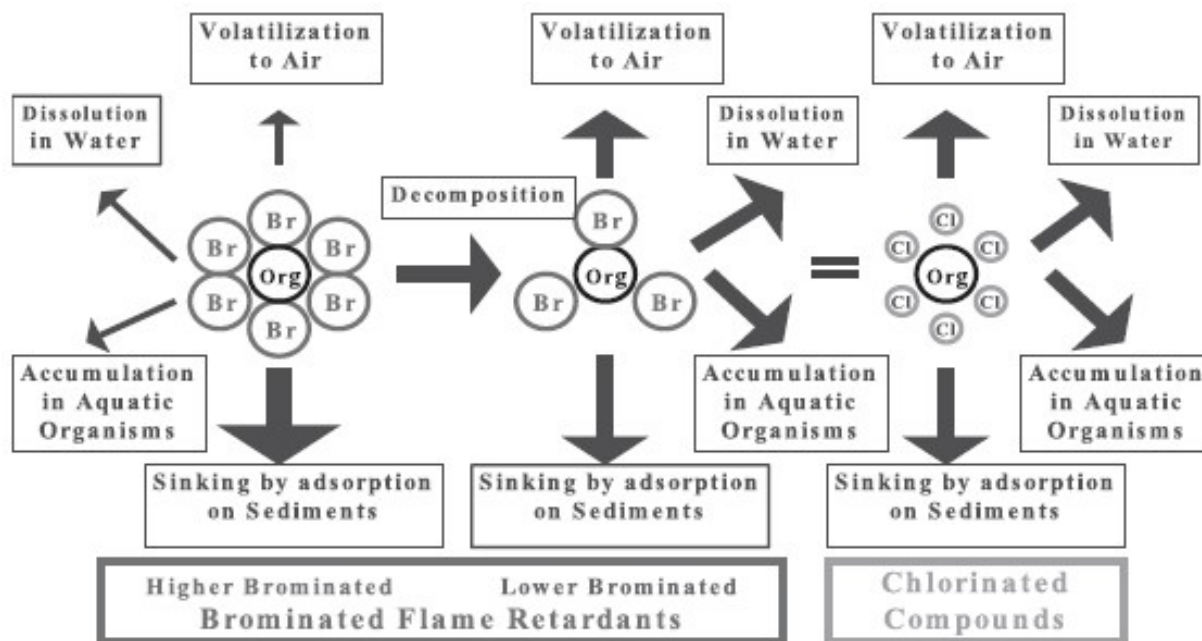 Volatilization
to Air
Volatilization
to Air
Volatilization
to Air
Dissolution
in Water
Dissolution
in Water
Dissolution
in Water
Decomposition
Br
Br
Br
Org
Br
Br
Br
Br
Org
Br
Br
=
Cl
Cl
Cl
Org
Cl
Cl
Cl
Accumulation
in Aquatic
Organisms
Accumulation
in Aquatic
Organisms
Accumulation
in Aquatic
Organisms
Sinking by adsorption
on Sediments
Sinking by adsorption
on Sediments
Sinking by adsorption
on Sediments
Higher Brominated
Lower Brominated
Brominated Flame Retardants
Chlorinated
Compounds